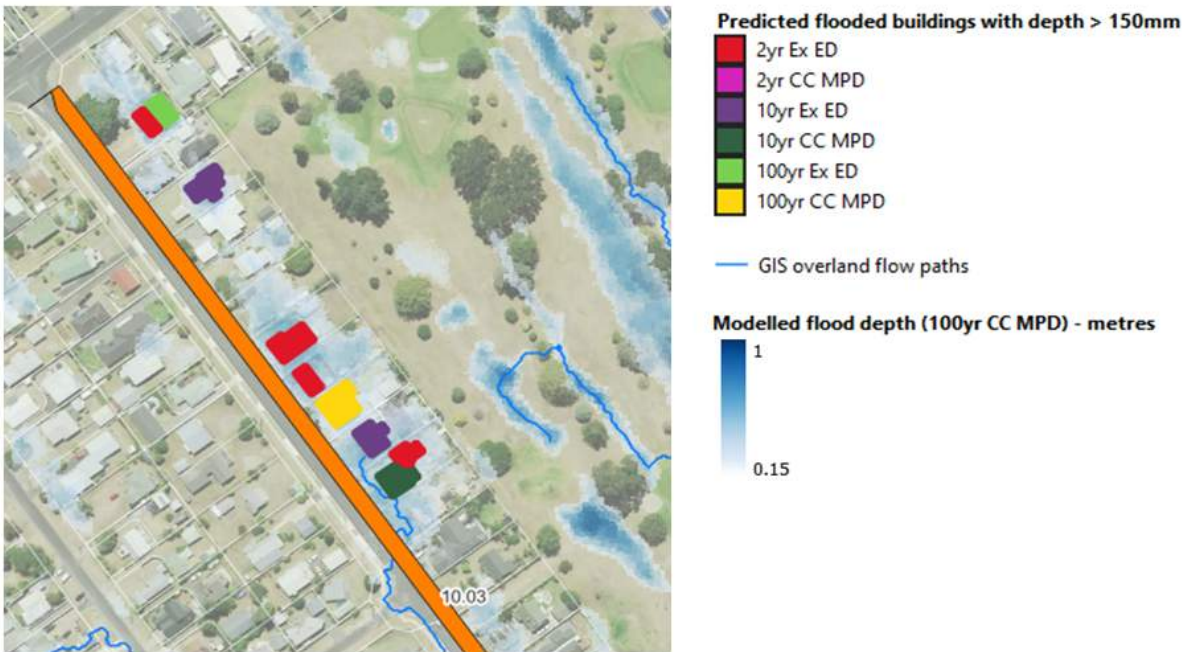 Predicted flooded buildings with depth > 150mm
2yr Ex ED
2yr CC MPD
10yr Ex ED
10yr CC MPD
100yr Ex ED
100yr CC MPD
GIS overland flow paths
Modelled flood depth (100yr CC MPD) - metres
1
0.15
10.03